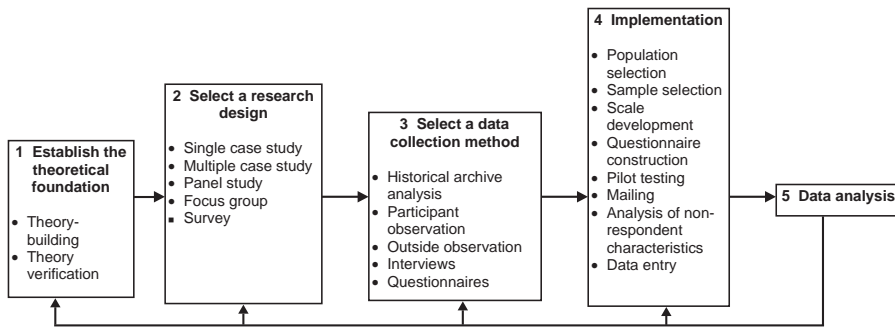 1 Establish the
theoretical
foundation
• Theory-
building
• Theory
verification
2 Select a research
design
• Single case study
• Multiple case study
• Panel study
• Focus group
▪ Survey
3 Select a data
collection method
• Historical archive
analysis
• Participant
observation
• Outside observation
• Interviews
• Questionnaires
4 Implementation
• Population
selection
• Sample selection
• Scale
development
• Questionnaire
construction
• Pilot testing
• Mailing
• Analysis of non-
respondent
characteristics
• Data entry
5 Data analysis